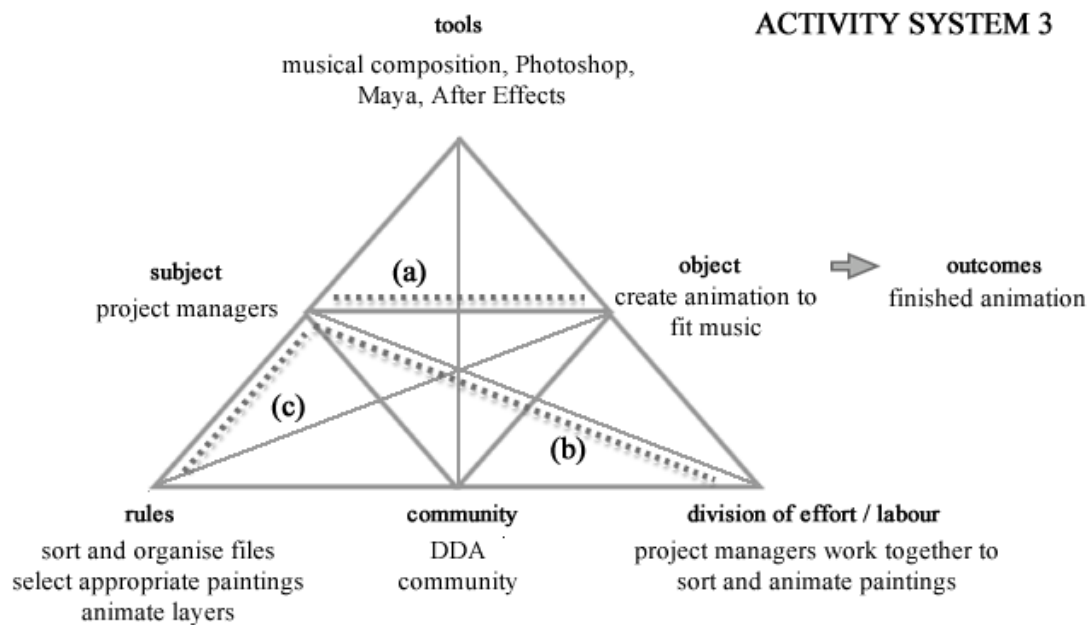 ACTIVITY SYSTEM 3
tools
musical composition, Photoshop,
Maya, After Effects
subject
project managers
(a)
object
create animation to
fit music
outcomes
finished animation
(c)
(b)
rules
sort and organise files
select appropriate paintings
animate layers
community
DDA
community
division of effort / labour
project managers work together to
sort and animate paintings